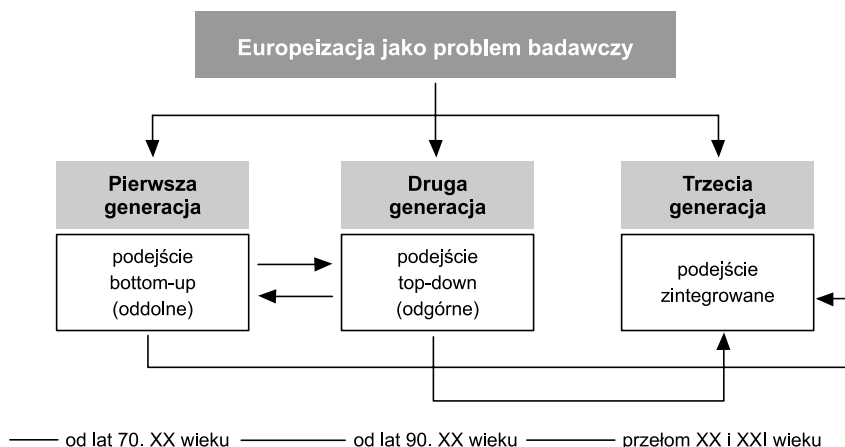 Europeizacja jako problem badawczy
Pierwsza
generacja
Druga
generacja
Trzecia
generacja
podejście
bottom-up
(oddolne)
podejście
top-down
(odgórne)
podejście
zintegrowane
od lat 70. XX wieku
od lat 90. XX wieku
przełom XX i XXI wieku